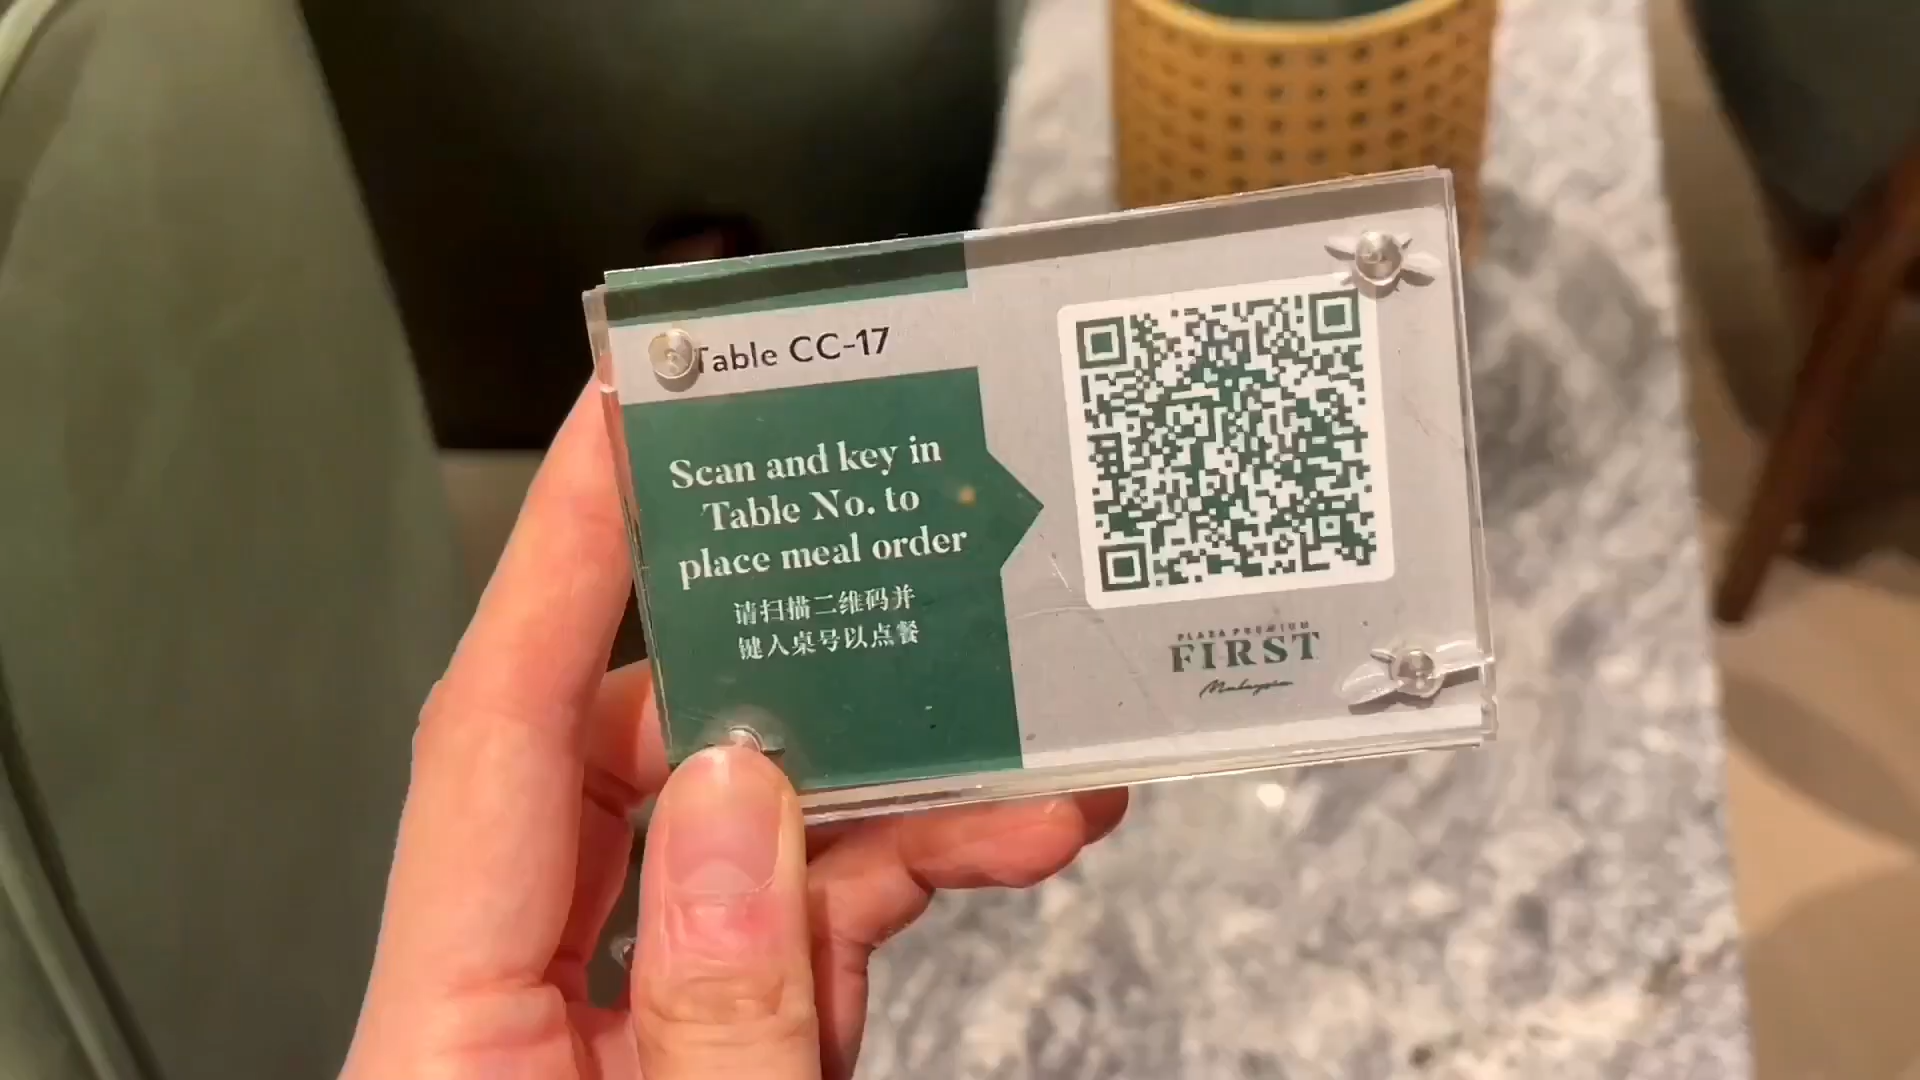 Table CC-17
Scan and key in
Table No. to
place meal order
请扫描二维码并
键入桌号以点餐
PLAZA PREMIUM
FIRST
Malaysia